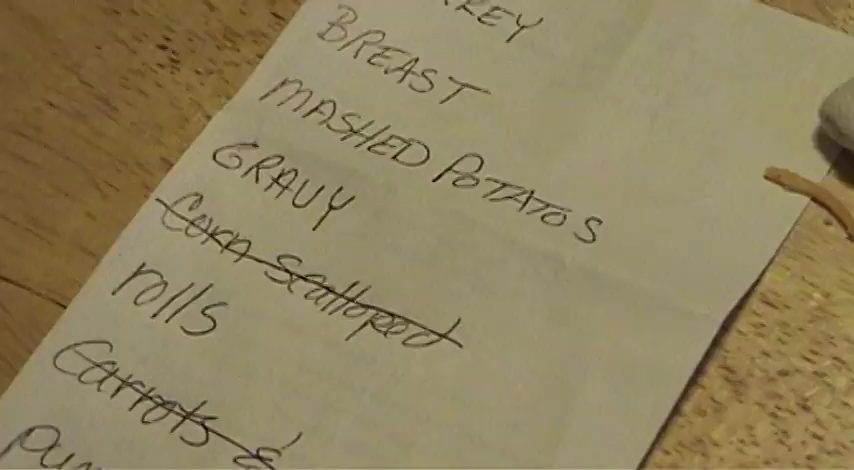 BREAST
MASHED POTATOS
GRAVY
Corn scalloped
rolls
Carrots &